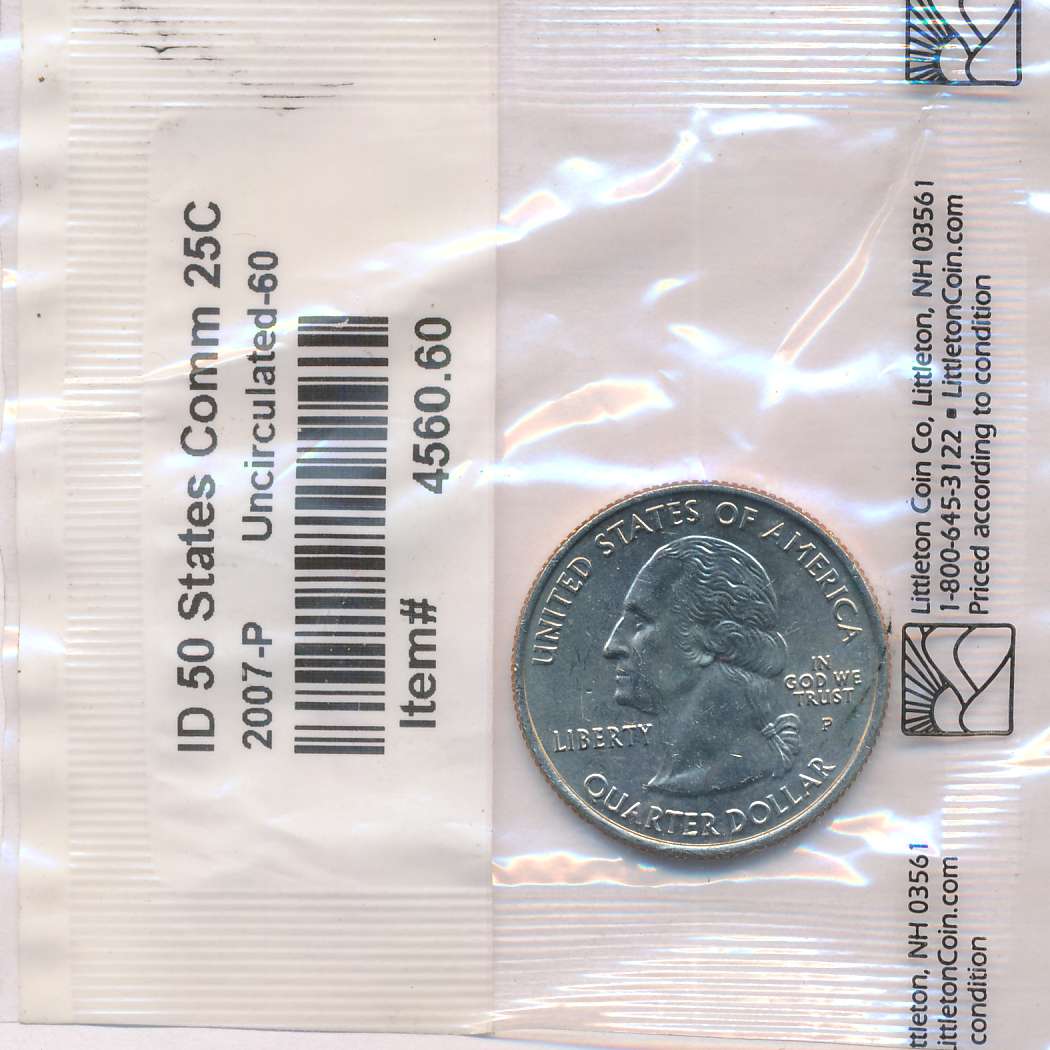 ID 50 States Comm 25C
2007-P Uncirculated-60
Item# 4560.60
UNITED STATES OF AMERICA
IN
GOD WE
TRUST
P
LIBERTY
QUARTER DOLLAR
Littleton Coin Co, Littleton, NH 03561
1-800-645-3122 ▪ LittletonCoin.com
Priced according to condition
ttleton, NH 03561
ittletonCoin.com
condition